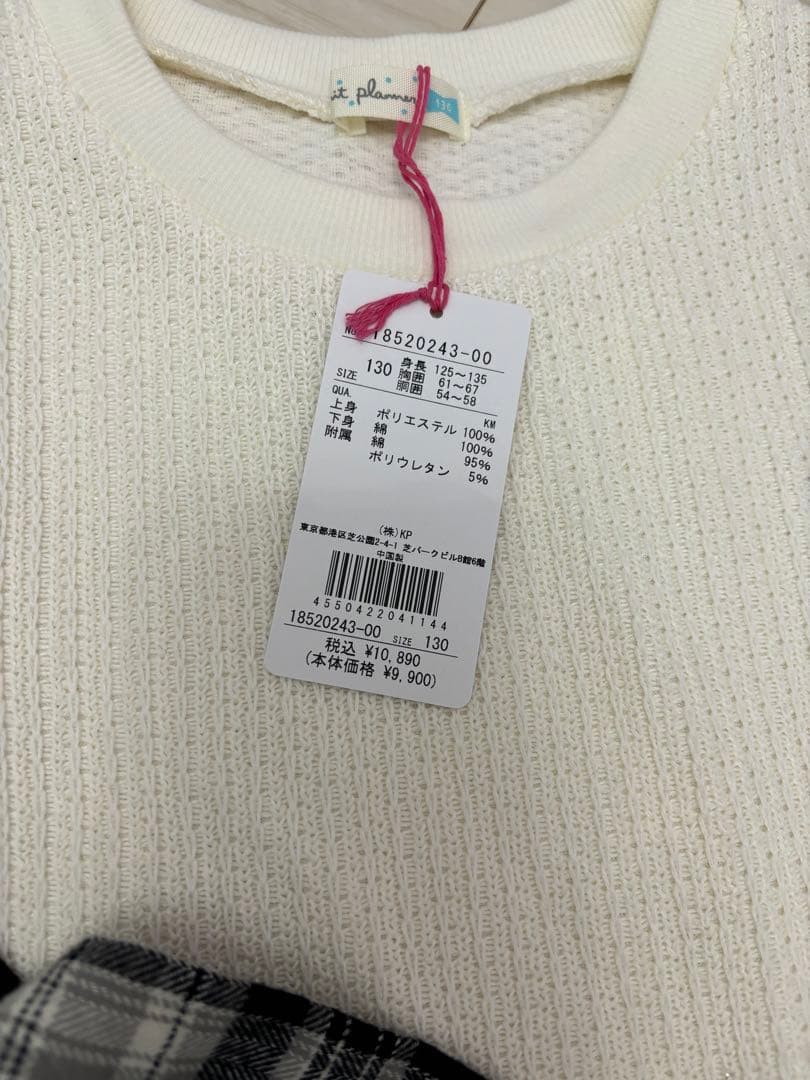 it planner 130
No. 18520243-00
SIZE 130 身長 125～135
胸囲 61～67
胴囲 54～58
QUA. KM
上身 ポリエステル 100%
下身 綿 100%
附属 綿 95%
ポリウレタン 5%
(株)KP
東京都港区芝公園2-4-1 芝パークビルB館6階
中国製
4550422041144
18520243-00 SIZE 130
税込 ¥10,890
(本体価格 ¥9,900)